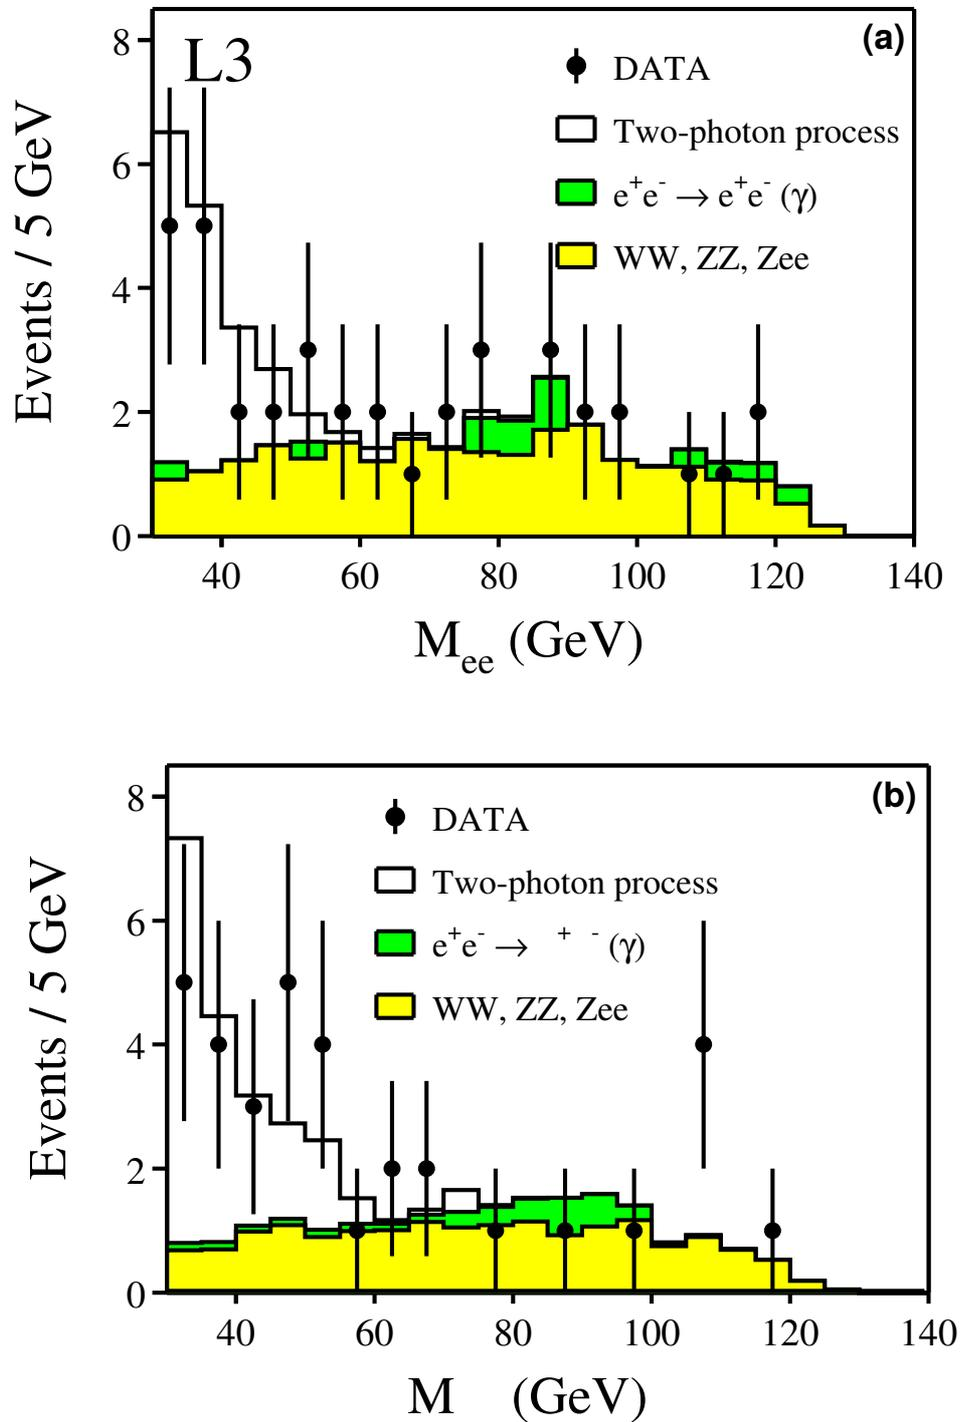 L3
(a)
DATA
Two-photon process
e⁺e⁻ → e⁺e⁻ (γ)
WW, ZZ, Zee
Events / 5 GeV
8
6
4
2
0
40 60 80 100 120 140
M_ee (GeV)
(b)
DATA
Two-photon process
e⁺e⁻ → ⁺ ⁻ (γ)
WW, ZZ, Zee
Events / 5 GeV
8
6
4
2
0
40 60 80 100 120 140
M (GeV)